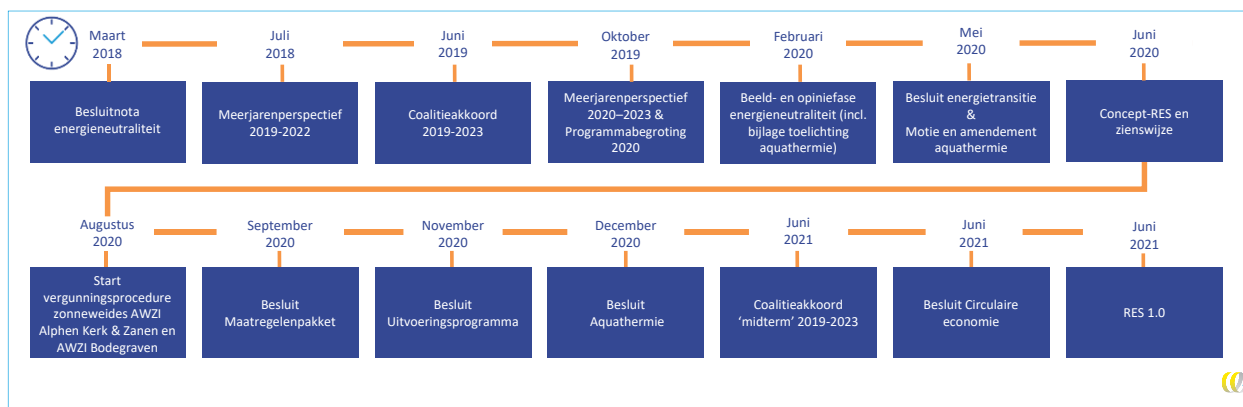 Maart
2018
Besluitnota
energieneutraliteit
Juli
2018
Meerjarenperspectief
2019-2022
Juni
2019
Coalitieakkoord
2019-2023
Oktober
2019
Meerjarenperspectief
2020–2023 &
Programmabegroting
2020
Februari
2020
Beeld- en opiniefase
energieneutraliteit (incl.
bijlage toelichting
aquathermie)
Mei
2020
Besluit energietransitie
&
Motie en amendement
aquathermie
Juni
2020
Concept-RES en
zienswijze
Augustus
2020
Start
vergunningsprocedure
zonneweides AWZI
Alphen Kerk & Zanen en
AWZI Bodegraven
September
2020
Besluit
Maatregelenpakket
November
2020
Besluit
Uitvoeringsprogramma
December
2020
Besluit
Aquathermie
Juni
2021
Coalitieakkoord
‘midterm’ 2019-2023
Juni
2021
Besluit Circulaire
economie
Juni
2021
RES 1.0